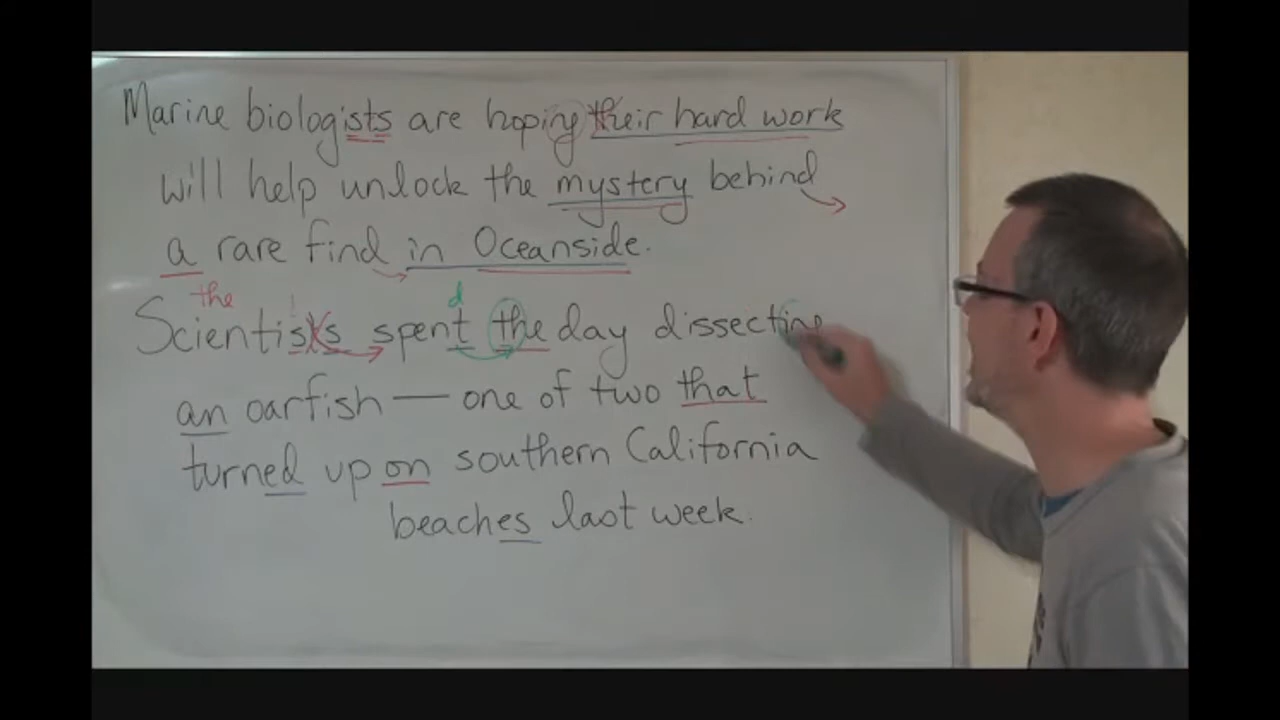 Marine biologists are hoping their hard work
will help unlock the mystery behind
a rare find in Oceanside.
the
d
Scientists spent the day dissecting
an oarfish — one of two that
turned up on southern California
beaches last week.